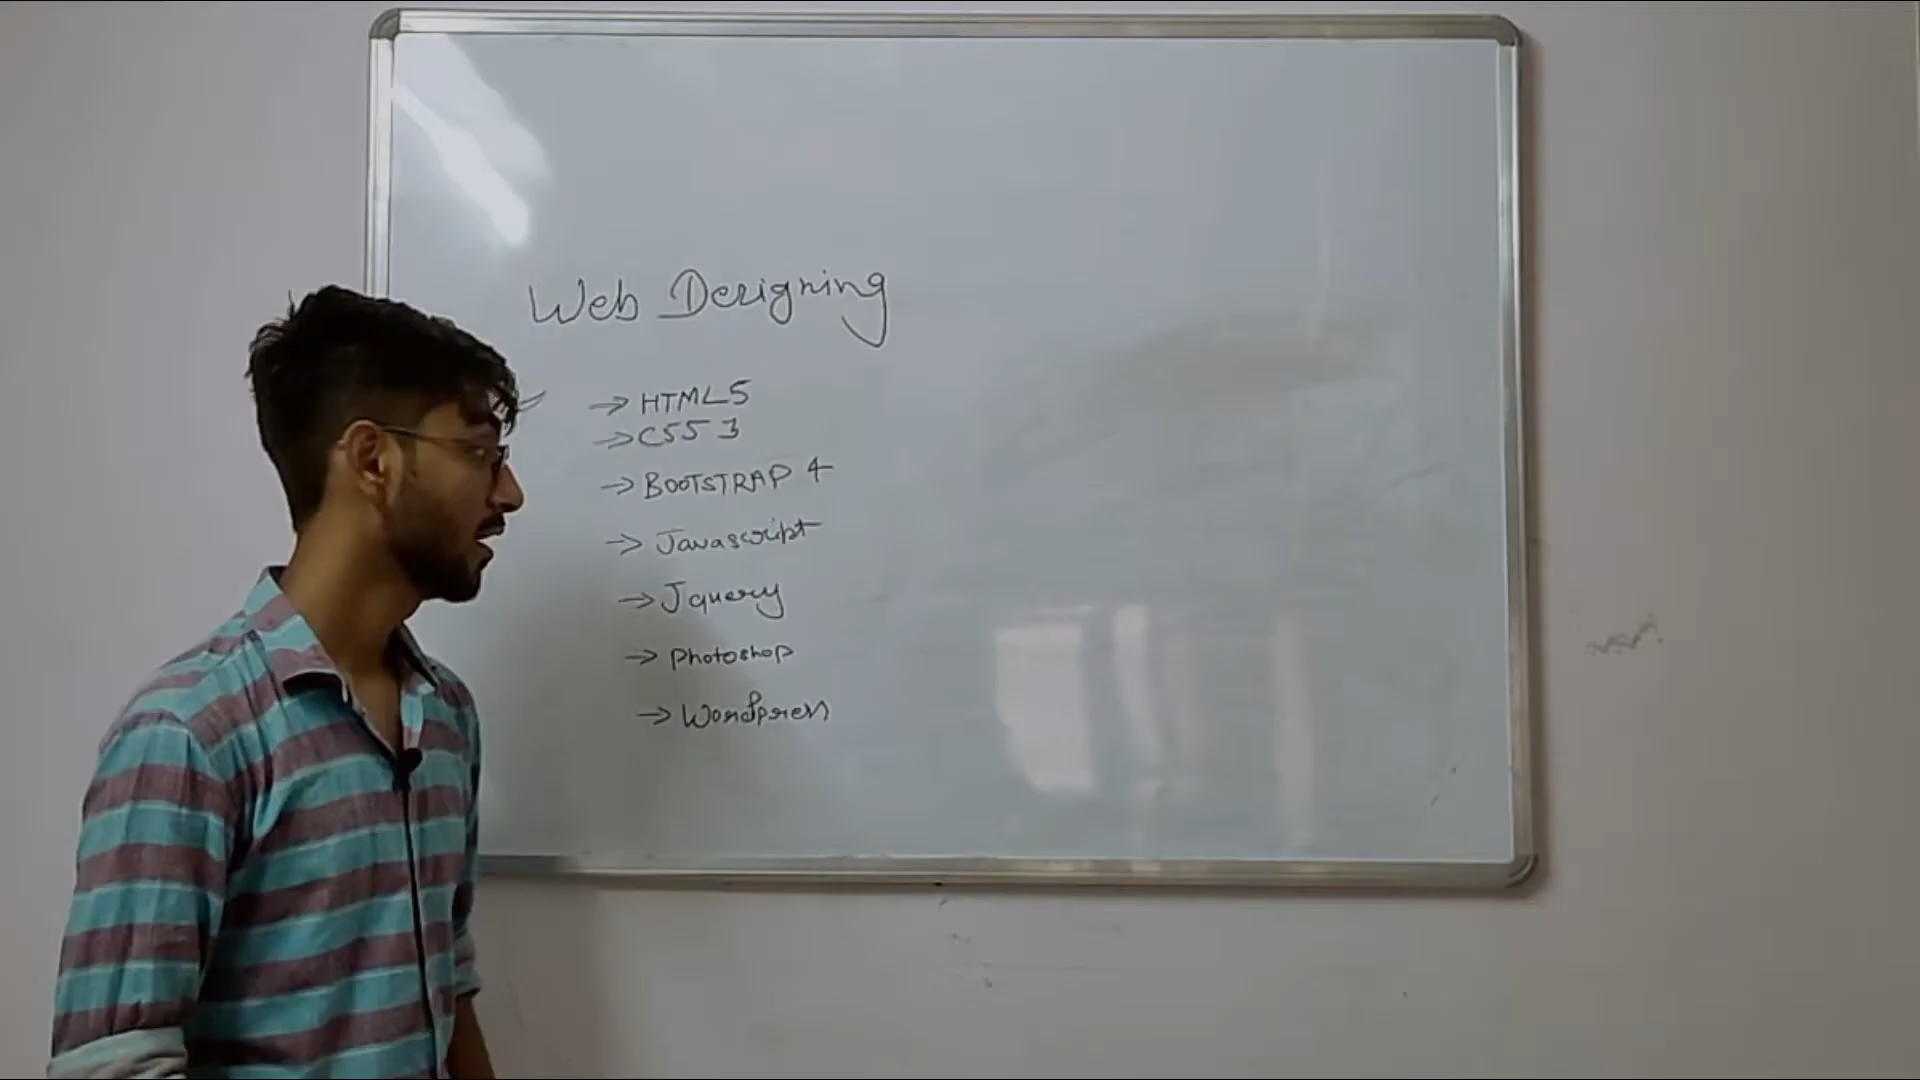 Web Designing
→ HTML5
→ CSS 3
→ BOOTSTRAP 4
→ Javascript
→ Jquery
→ Photoshop
→ Wordpress